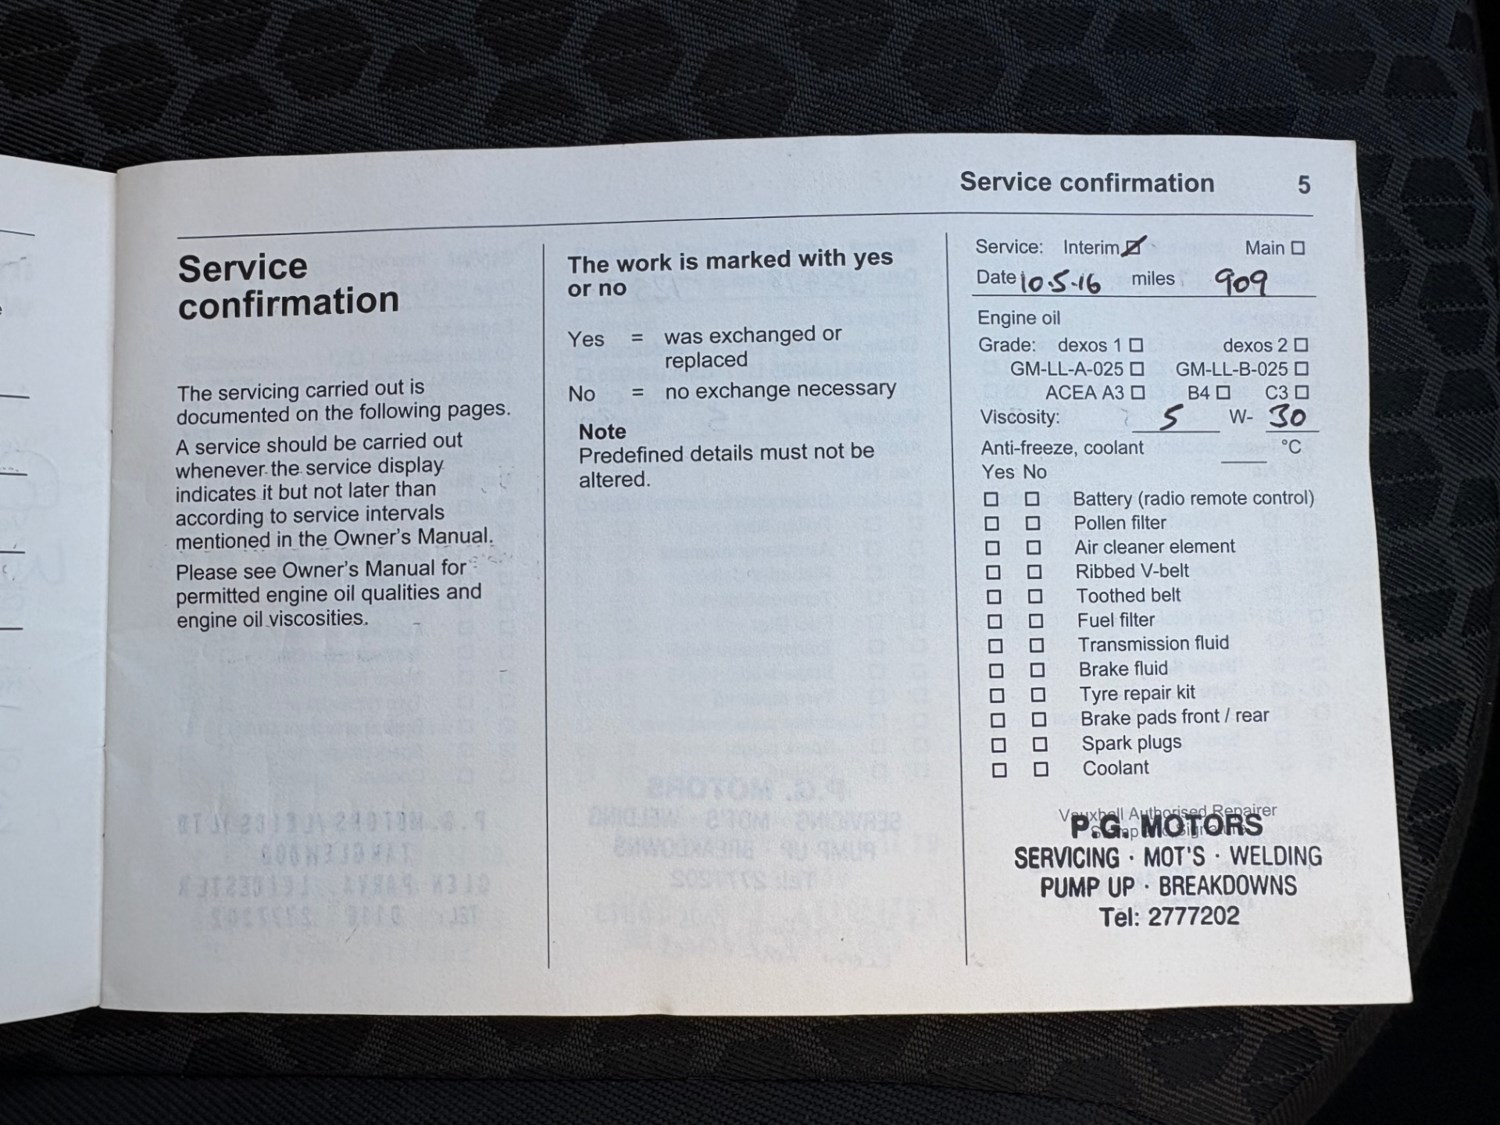 Service confirmation 5
Service
confirmation
The servicing carried out is
documented on the following pages.
A service should be carried out
whenever the service display
indicates it but not later than
according to service intervals
mentioned in the Owner's Manual.
Please see Owner's Manual for
permitted engine oil qualities and
engine oil viscosities.
The work is marked with yes
or no
Yes = was exchanged or
replaced
No = no exchange necessary
Note
Predefined details must not be
altered.
Service: Interim ☑ Main ☐
Date 10-5-16 miles 909
Engine oil
Grade: dexos 1 ☐ dexos 2 ☐
GM-LL-A-025 ☐ GM-LL-B-025 ☐
ACEA A3 ☐ B4 ☐ C3 ☐
Viscosity: 5 W- 30
Anti-freeze, coolant ___ °C
Yes No
☐ ☐ Battery (radio remote control)
☐ ☐ Pollen filter
☐ ☐ Air cleaner element
☐ ☐ Ribbed V-belt
☐ ☐ Toothed belt
☐ ☐ Fuel filter
☐ ☐ Transmission fluid
☐ ☐ Brake fluid
☐ ☐ Tyre repair kit
☐ ☐ Brake pads front / rear
☐ ☐ Spark plugs
☐ ☐ Coolant
Vauxhall Authorised Repairer
P.G. MOTORS
SERVICING · MOT'S · WELDING
PUMP UP · BREAKDOWNS
Tel: 2777202